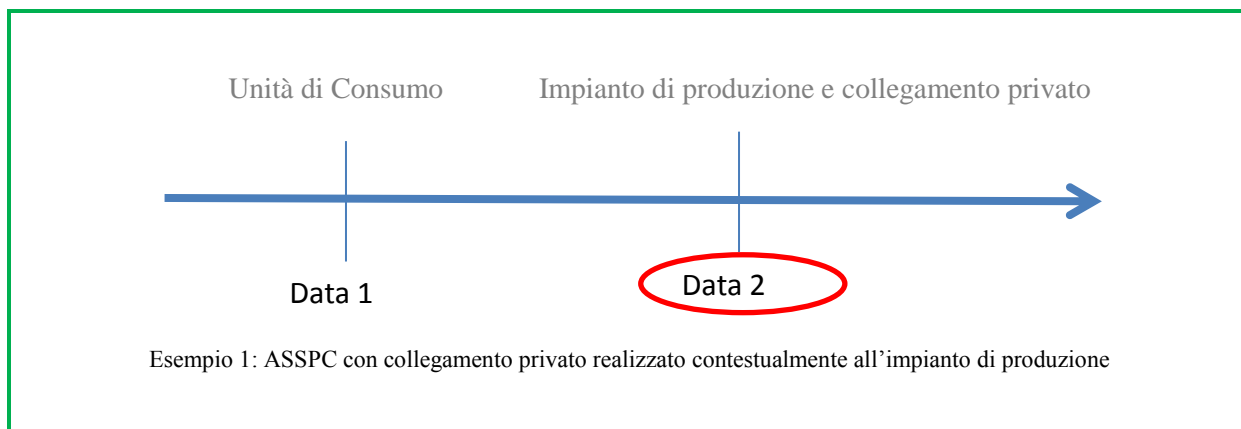 Unità di Consumo
Impianto di produzione e collegamento privato
Data 1
Data 2
Esempio 1: ASSPC con collegamento privato realizzato contestualmente all’impianto di produzione